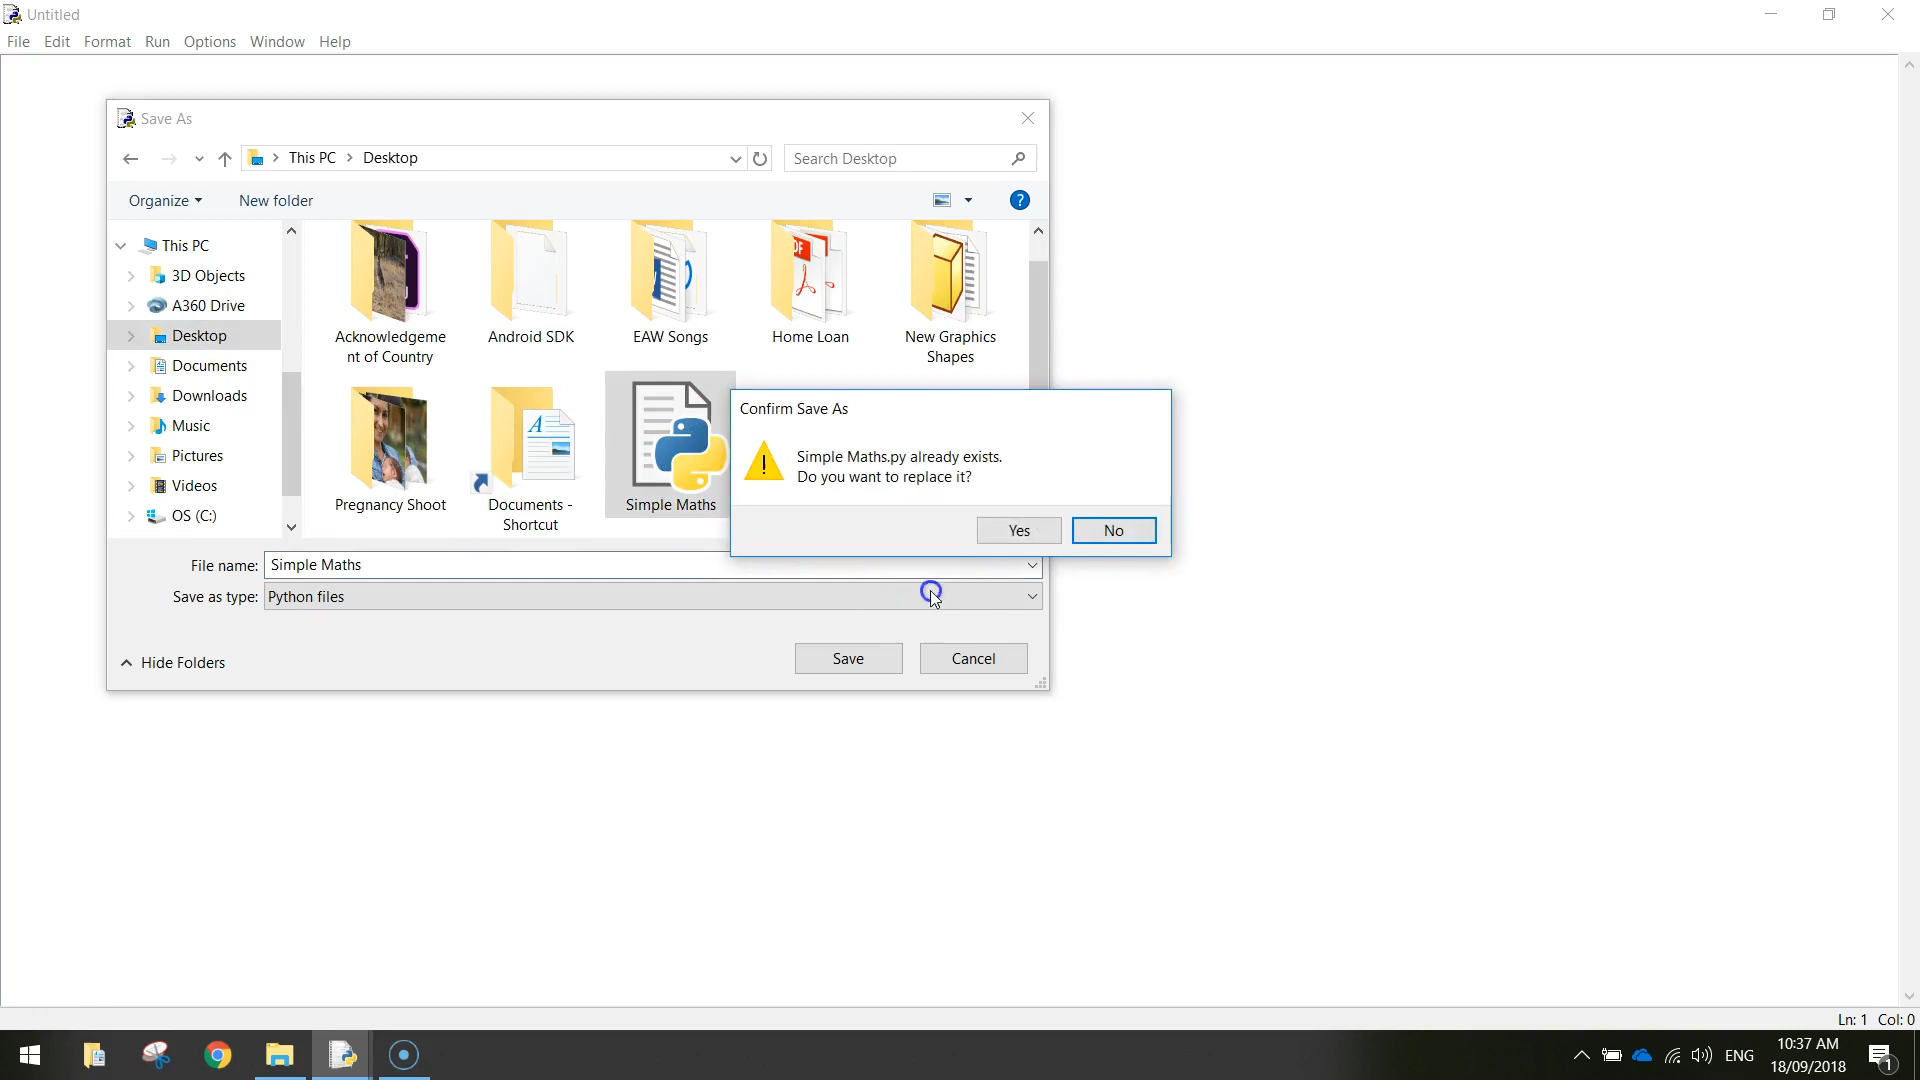 Untitled
File Edit Format Run Options Window Help
Save As
This PC Desktop
Search Desktop
Organize
New folder
This PC
3D Objects
A360 Drive
Desktop
Documents
Downloads
Music
Pictures
Videos
OS (C:)
Acknowledgeme
nt of Country
Android SDK
EAW Songs
Home Loan
New Graphics
Shapes
Pregnancy Shoot
Documents -
Shortcut
Simple Maths
Confirm Save As
Simple Maths.py already exists.
Do you want to replace it?
Yes
No
File name: Simple Maths
Save as type: Python files
Hide Folders
Save
Cancel
Ln: 1 Col: 0
ENG
10:37 AM
18/09/2018
1